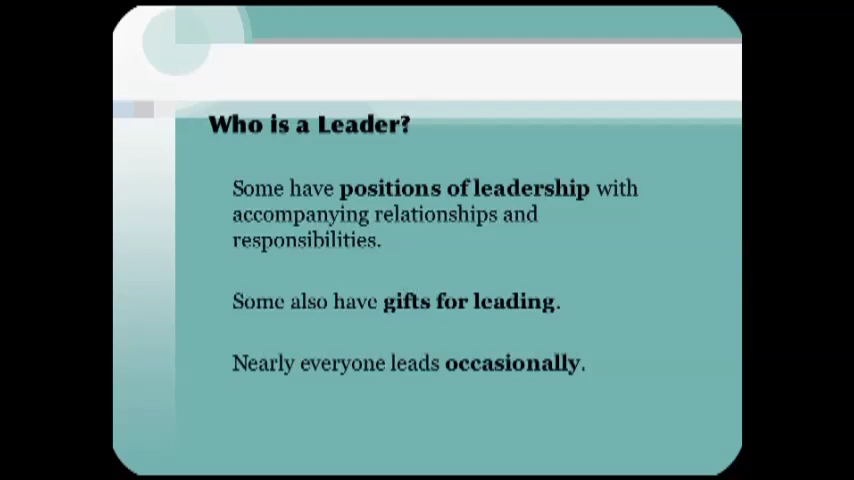 Who is a Leader?
Some have positions of leadership with
accompanying relationships and
responsibilities.
Some also have gifts for leading.
Nearly everyone leads occasionally.